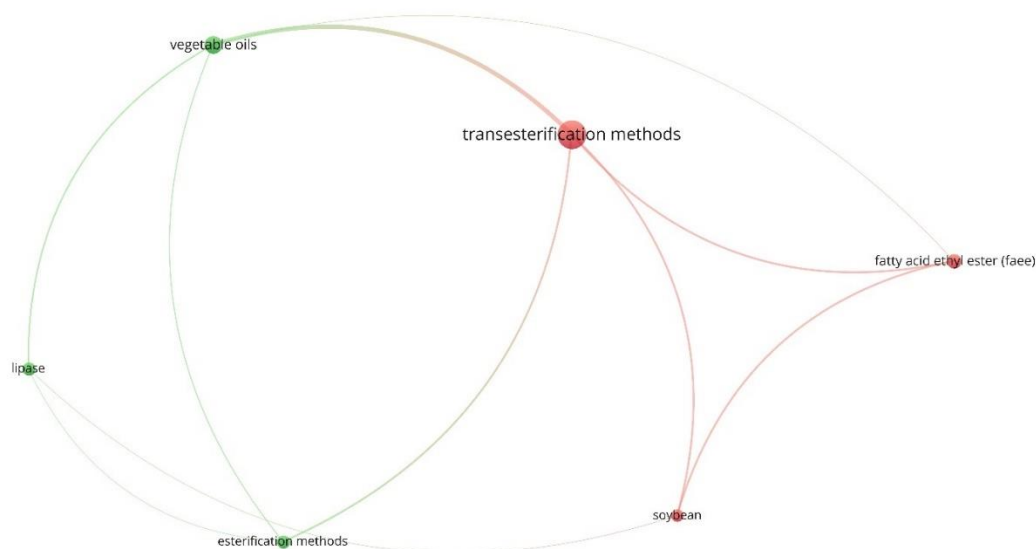 vegetable oils
transesterification methods
fatty acid ethyl ester (faee)
lipase
soybean
esterification methods